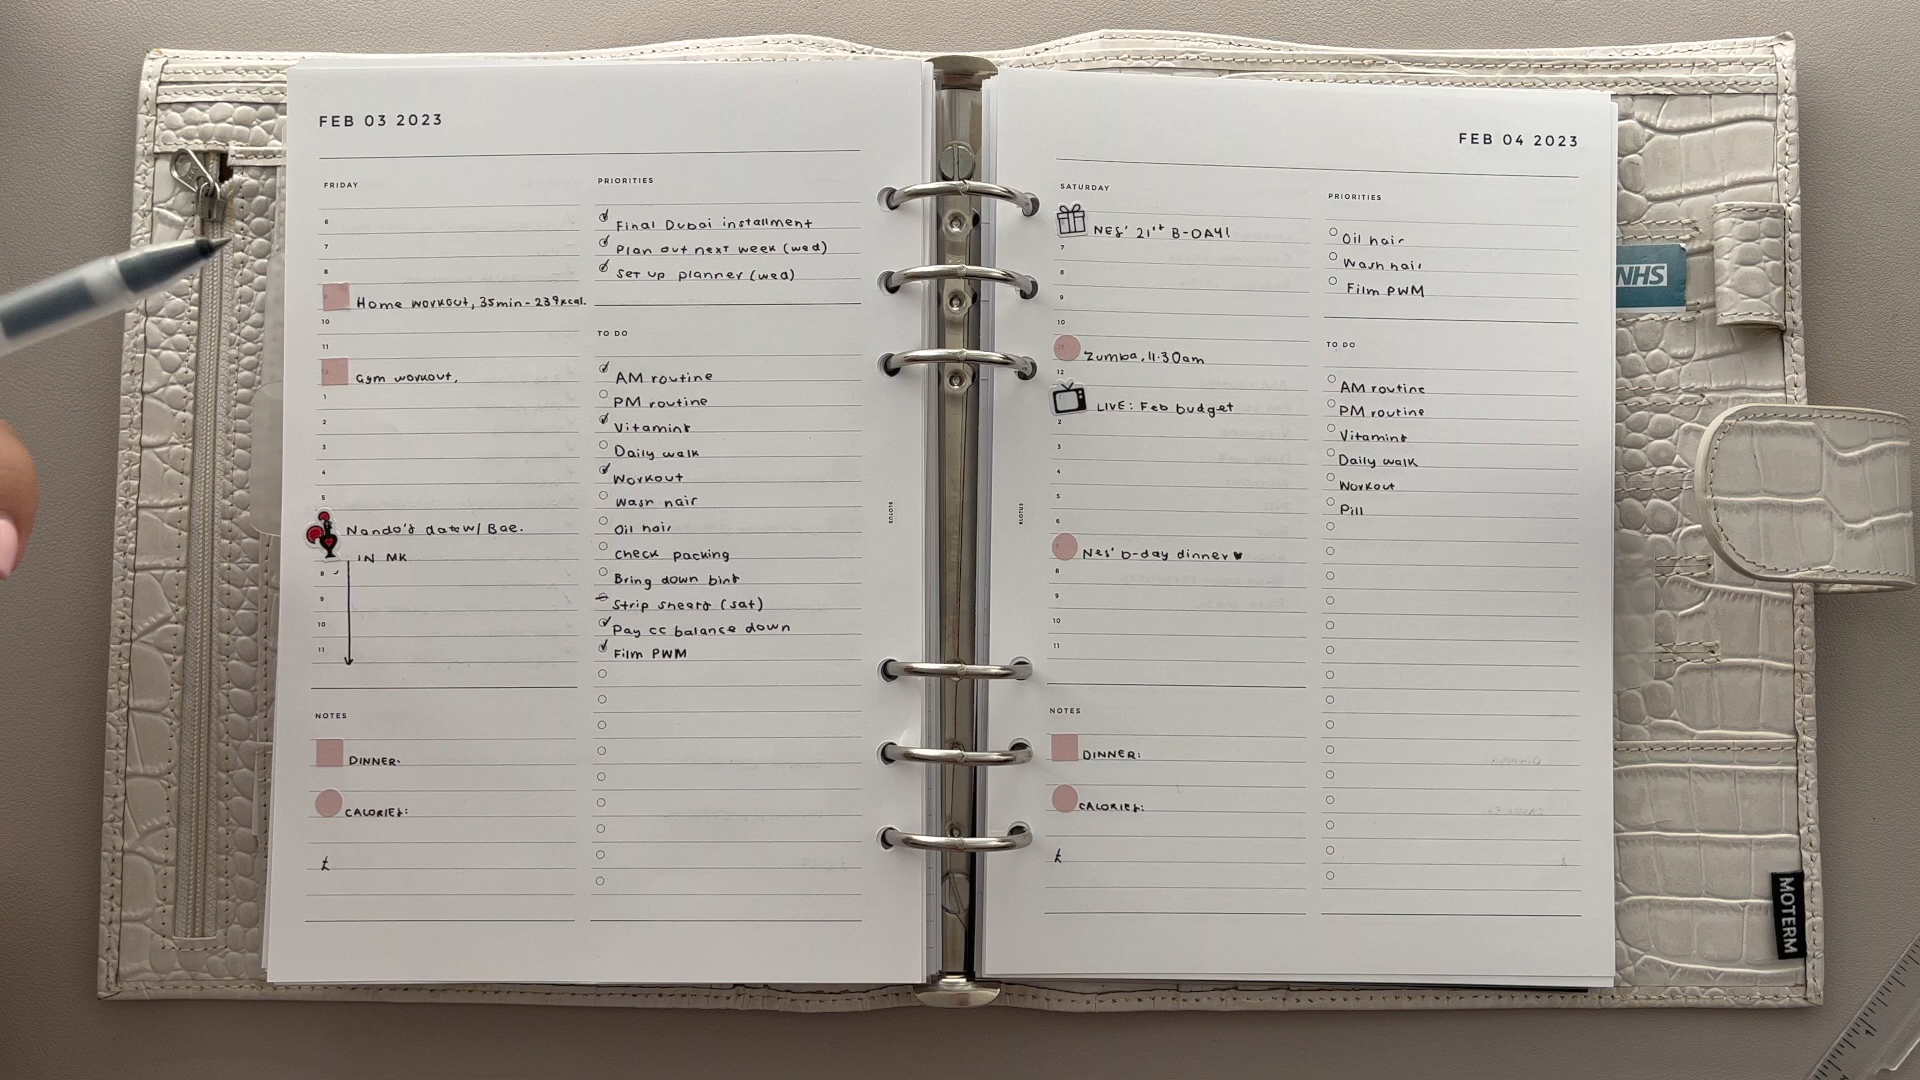 FEB 03 2023
FRIDAY
6
7
8
Home workout, 35min - 239kcal.
10
11
Gym workout,
1
2
3
4
5
Nando's date w/ Bae.
IN MK
8
9
10
11
NOTES
DINNER:
CALORIES:
£
PRIORITIES
Final Dubai installment
Plan out next week (wed)
Set up planner (wed)
TO DO
AM routine
PM routine
Vitamins
Daily walk
Workout
Wash hair
Oil hair
Check packing
Bring down bins
Strip sheets (sat)
Pay cc balance down
Film PWM
BLOTUS
FEB 04 2023
SATURDAY
NES' 21st B-DAY!
7
8
9
10
11
Zumba, 11.30am
12
LIVE: Feb budget
2
3
4
5
6
7
Nes' b-day dinner ♥
8
9
10
11
NOTES
DINNER:
CALORIES:
£
PRIORITIES
Oil hair
Wash hair
Film PWM
TO DO
AM routine
PM routine
Vitamins
Daily walk
Workout
Pill
BLOTUS
NHS
MOTERM